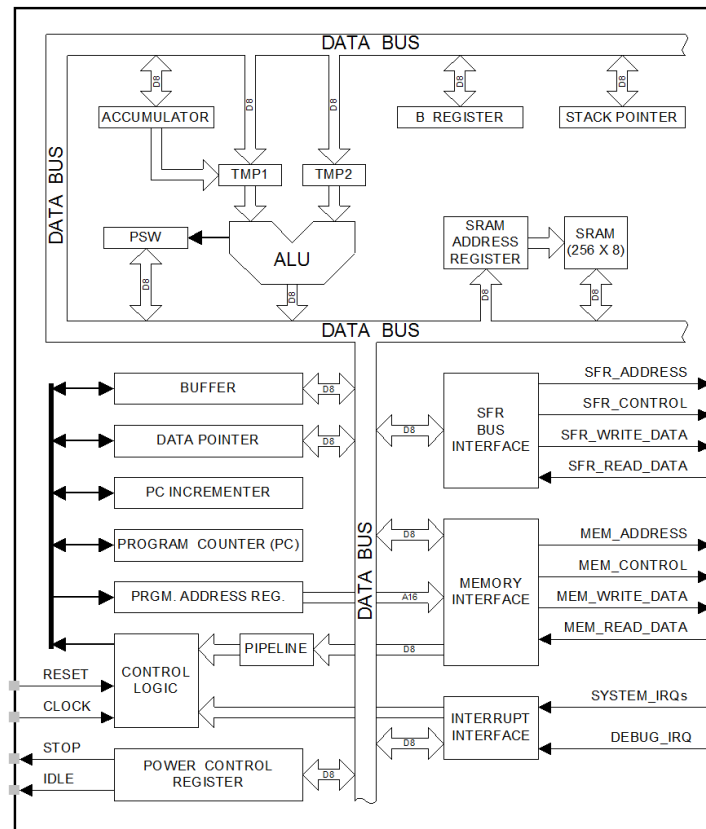 DATA BUS
D8
D8
D8
D8
D8
ACCUMULATOR
B REGISTER
STACK POINTER
DATA BUS
TMP1
TMP2
PSW
ALU
SRAM
ADDRESS
REGISTER
SRAM
(256 X 8)
D8
D8
D8
D8
DATA BUS
BUFFER
D8
SFR_ADDRESS
SFR_CONTROL
SFR
BUS
INTERFACE
D8
SFR_WRITE_DATA
SFR_READ_DATA
DATA POINTER
D8
PC INCREMENTER
PROGRAM COUNTER (PC)
DATA BUS
D8
MEM_ADDRESS
MEM_CONTROL
MEMORY
INTERFACE
MEM_WRITE_DATA
MEM_READ_DATA
PRGM. ADDRESS REG.
A16
PIPELINE
D8
CONTROL
LOGIC
RESET
CLOCK
SYSTEM_IRQs
INTERRUPT
INTERFACE
DEBUG_IRQ
D8
STOP
IDLE
POWER CONTROL
REGISTER
D8